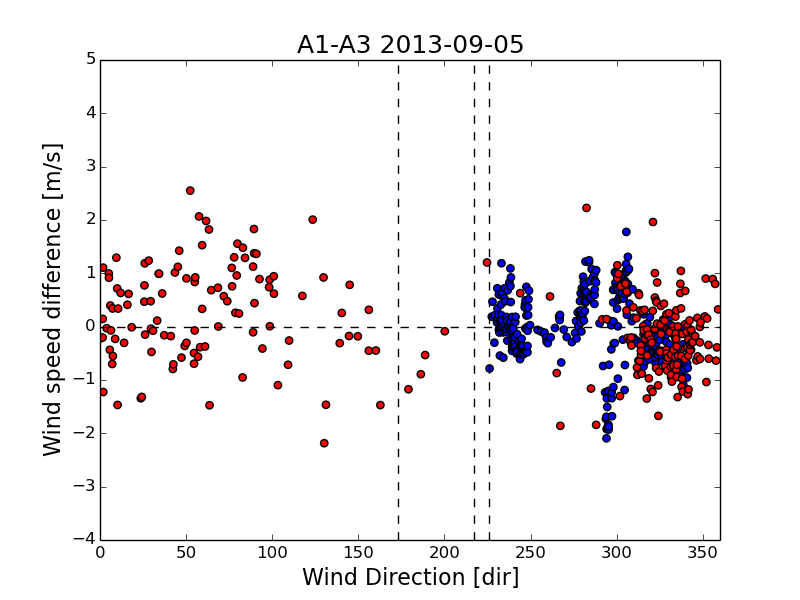 A1-A3 2013-09-05
5
4
3
2
1
0
−1
−2
−3
−4
Wind speed difference [m/s]
0 50 100 150 200 250 300 350
Wind Direction [dir]